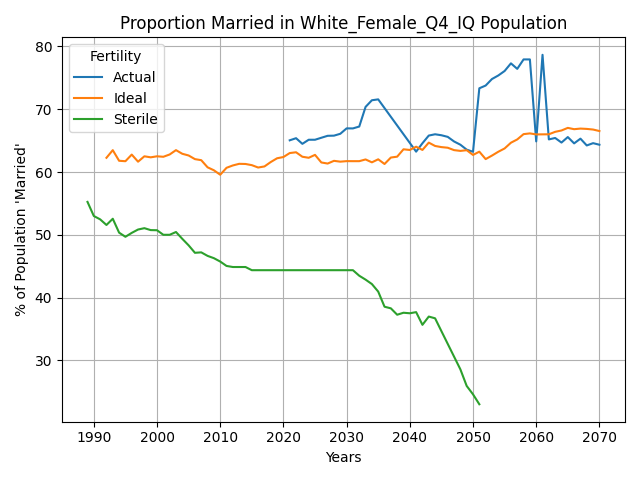 Proportion Married in White_Female_Q4_IQ Population
% of Population 'Married'
80
70
60
50
40
30
Fertility
Actual
Ideal
Sterile
1990 2000 2010 2020 2030 2040 2050 2060 2070
Years